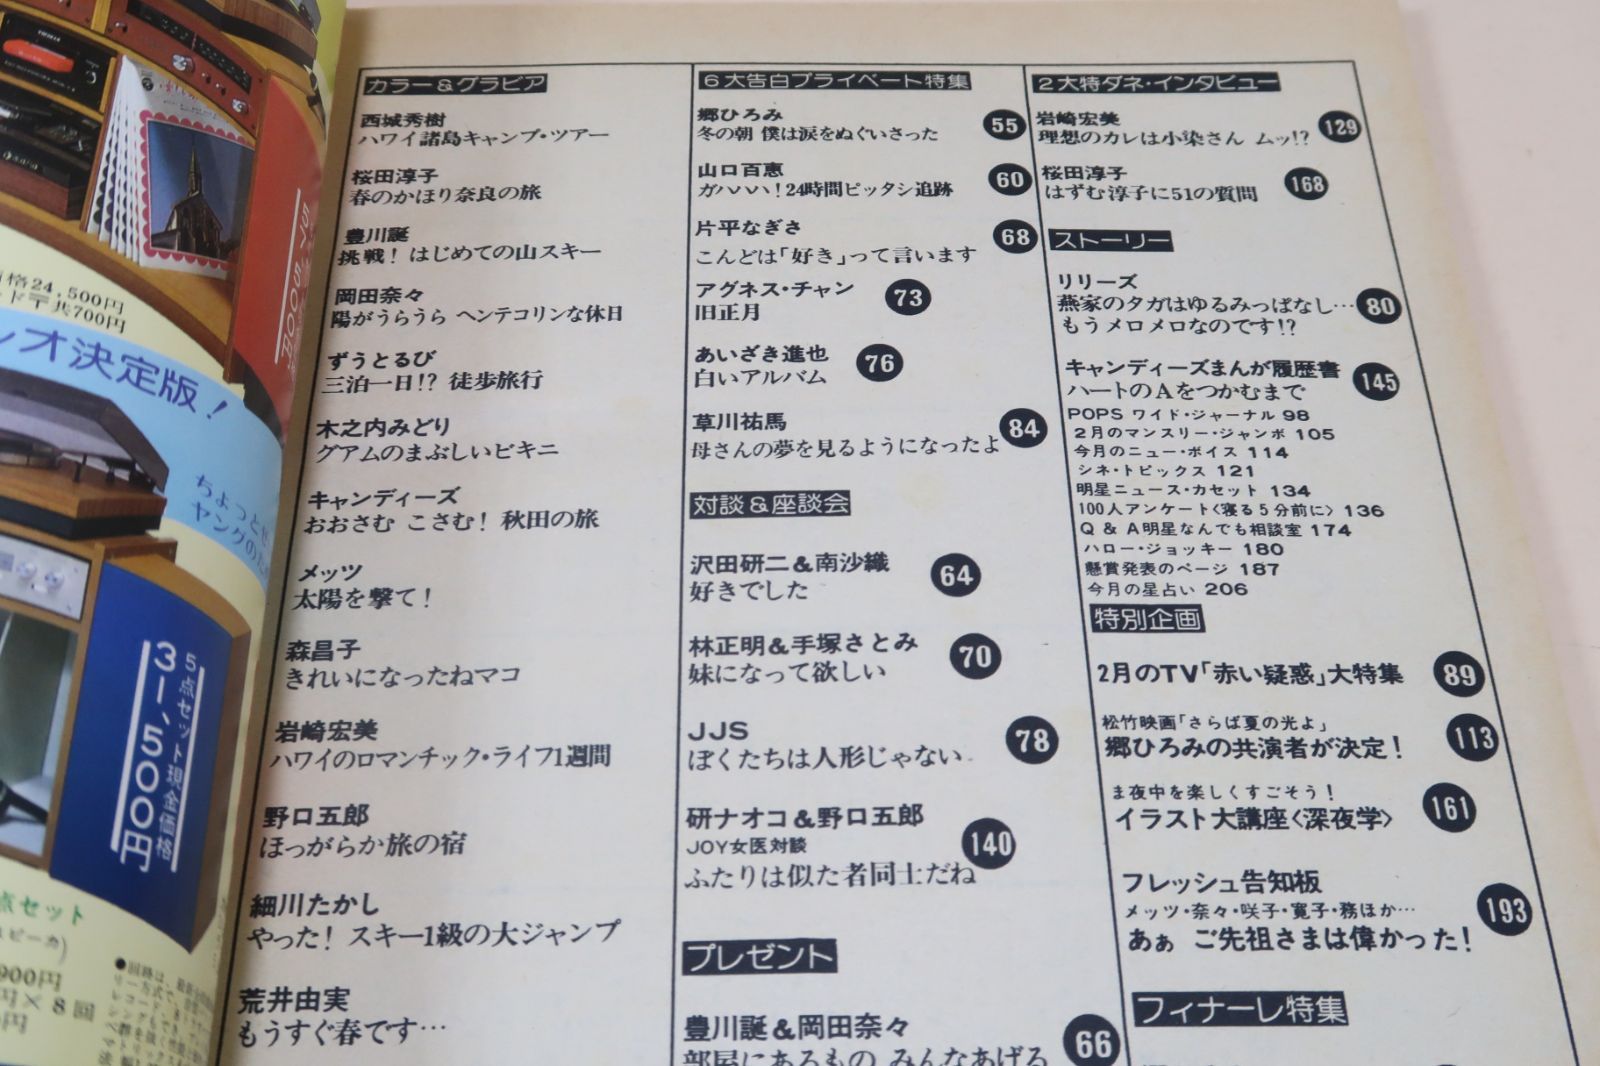 カラー&グラビア
西城秀樹
ハワイ諸島キャンプ・ツアー
桜田淳子
春のかほり奈良の旅
豊川誕
挑戦! はじめての山スキー
岡田奈々
陽がうらうら ヘンテコリンな休日
ずうとるび
三泊一日!? 徒歩旅行
木之内みどり
グアムのまぶしいビキニ
キャンディーズ
おおさむ こさむ! 秋田の旅
メッツ
太陽を撃て!
森昌子
きれいになったねマコ
岩崎宏美
ハワイのロマンチック・ライフ1週間
野口五郎
ほっがらか旅の宿
細川たかし
やった! スキー1級の大ジャンプ
荒井由実
もうすぐ春です…
6大告白プライベート特集
郷ひろみ
冬の朝 僕は涙をぬぐいさった 55
山口百恵
ガハハハ!24時間ピッタシ追跡 60
片平なぎさ
こんどは「好き」って言います 68
アグネス・チャン
旧正月 73
あいざき進也
白いアルバム 76
草川祐馬
母さんの夢を見るようになったよ 84
対談&座談会
沢田研二&南沙織
好きでした 64
林正明&手塚さとみ
妹になって欲しい 70
JJS
ぼくたちは人形じゃない 78
研ナオコ&野口五郎
JOY女医対談
ふたりは似た者同士だね 140
プレゼント
豊川誕&岡田奈々
部屋にあるもの みんなあげる 66
2大特ダネ・インタビュー
岩崎宏美
理想のカレは小染さん ムッ!? 129
桜田淳子
はずむ淳子に51の質問 168
ストーリー
リリーズ
燕家のタガはゆるみっぱなし… 80
もうメロメロなのです!?
キャンディーズまんが履歴書
ハートのAをつかむまで 145
POPS ワイド・ジャーナル 98
2月のマンスリー・ジャンボ 105
今月のニュー・ボイス 114
シネ・トピックス 121
明星ニュース・カセット 134
100人アンケート〈寝る5分前に〉 136
Q & A明星なんでも相談室 174
ハロー・ジョッキー 180
懸賞発表のページ 187
今月の星占い 206
特別企画
2月のTV「赤い疑惑」大特集 89
松竹映画「さらば夏の光よ」
郷ひろみの共演者が決定! 113
ま夜中を楽しくすごそう!
イラスト大講座〈深夜学〉 161
フレッシュ告知板
メッツ・奈々・咲子・寛子・務ほか…
あぁ ご先祖さまは偉かった! 193
フィナーレ特集
格24,500円
ード〒共700円
レオ決定版!
5点セット現金価格
31,500円
点セット
900円
円×8回